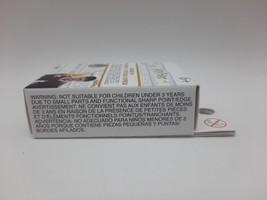 WARNING: NOT SUITABLE FOR CHILDREN UNDER 3 YEARS
DUE TO SMALL PARTS AND FUNCTIONAL SHARP POINT/EDGE.
AVERTISSEMENT: NE CONVIENT PAS AUX ENFANTS DE MOINS
DE 3 ANS EN RAISON DE LA PRÉSENCE DE PETITES PIÈCES
ET D'ÉLÉMENTS FONCTIONNELS POINTUS/TRANCHANTS.
ADVERTENCIA: NO ADECUADO PARA NIÑOS MENORES DE 3
AÑOS PORQUE CONTIENE PIEZAS PEQUEÑAS Y PUNTAS/
BORDES AFILADOS.